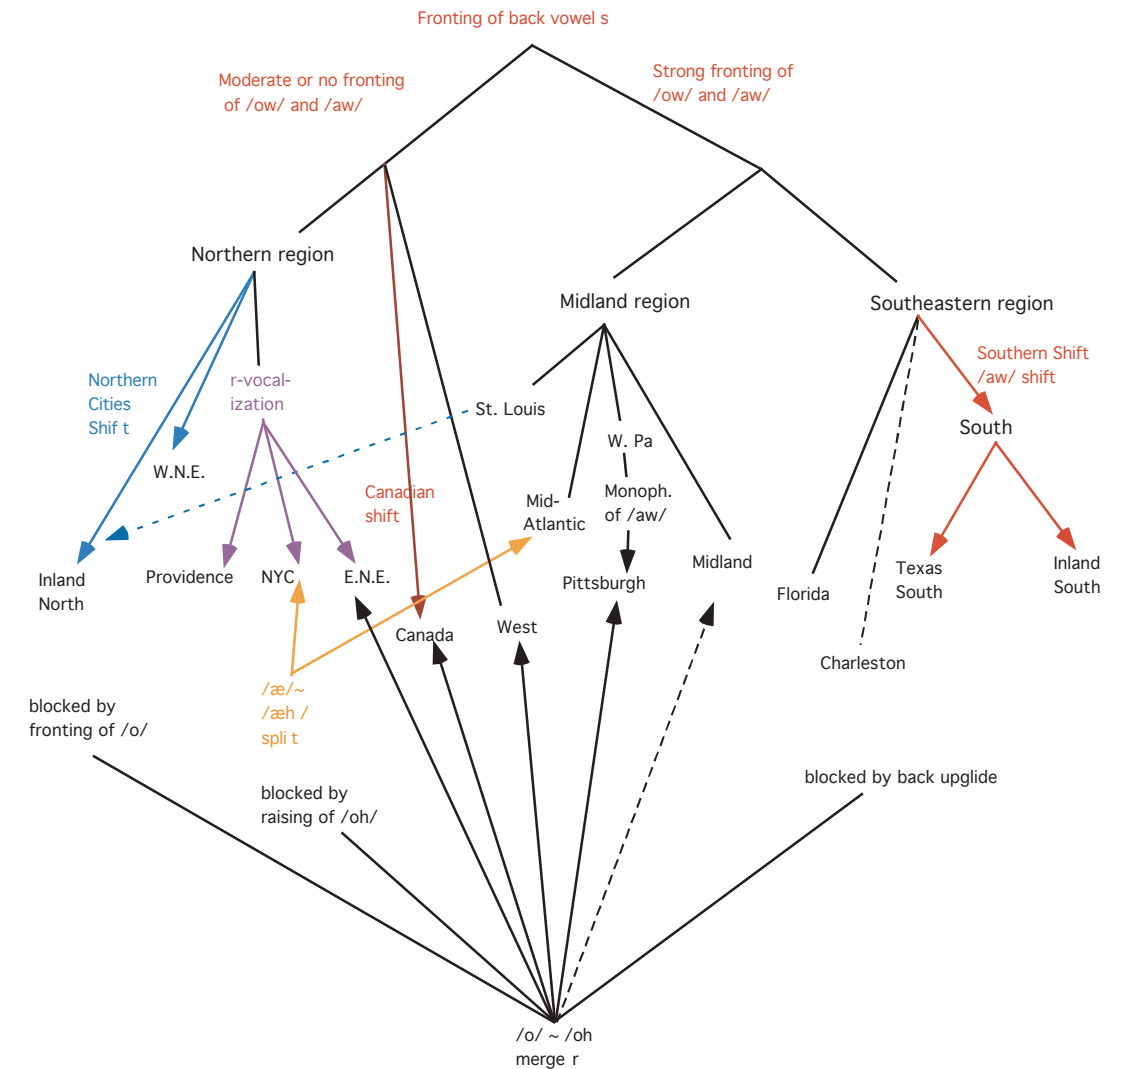 Fronting of back vowel s
Moderate or no fronting
of /ow/ and /aw/
Strong fronting of
/ow/ and /aw/
Northern region
Midland region
Southeastern region
Northern
Cities
Shif t
r-vocal-
ization
Southern Shift
/aw/ shift
St. Louis
South
W. Pa
W.N.E.
Canadian
shift
Mid-
Atlantic
Monoph.
of /aw/
Inland
North
Providence
NYC
E.N.E.
Pittsburgh
Midland
Florida
Texas
South
Inland
South
Canada
West
Charleston
/æ/~
/æh /
spli t
blocked by
fronting of /o/
blocked by
raising of /oh/
blocked by back upglide
/o/ ~ /oh
merge r